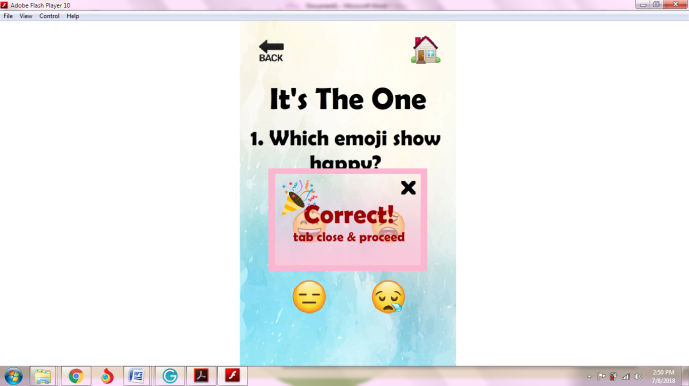 Adobe Flash Player 10
File View Control Help
BACK
It's The One
1. Which emoji show
happy?
Correct!
tab close & proceed
2:50 PM
7/8/2018